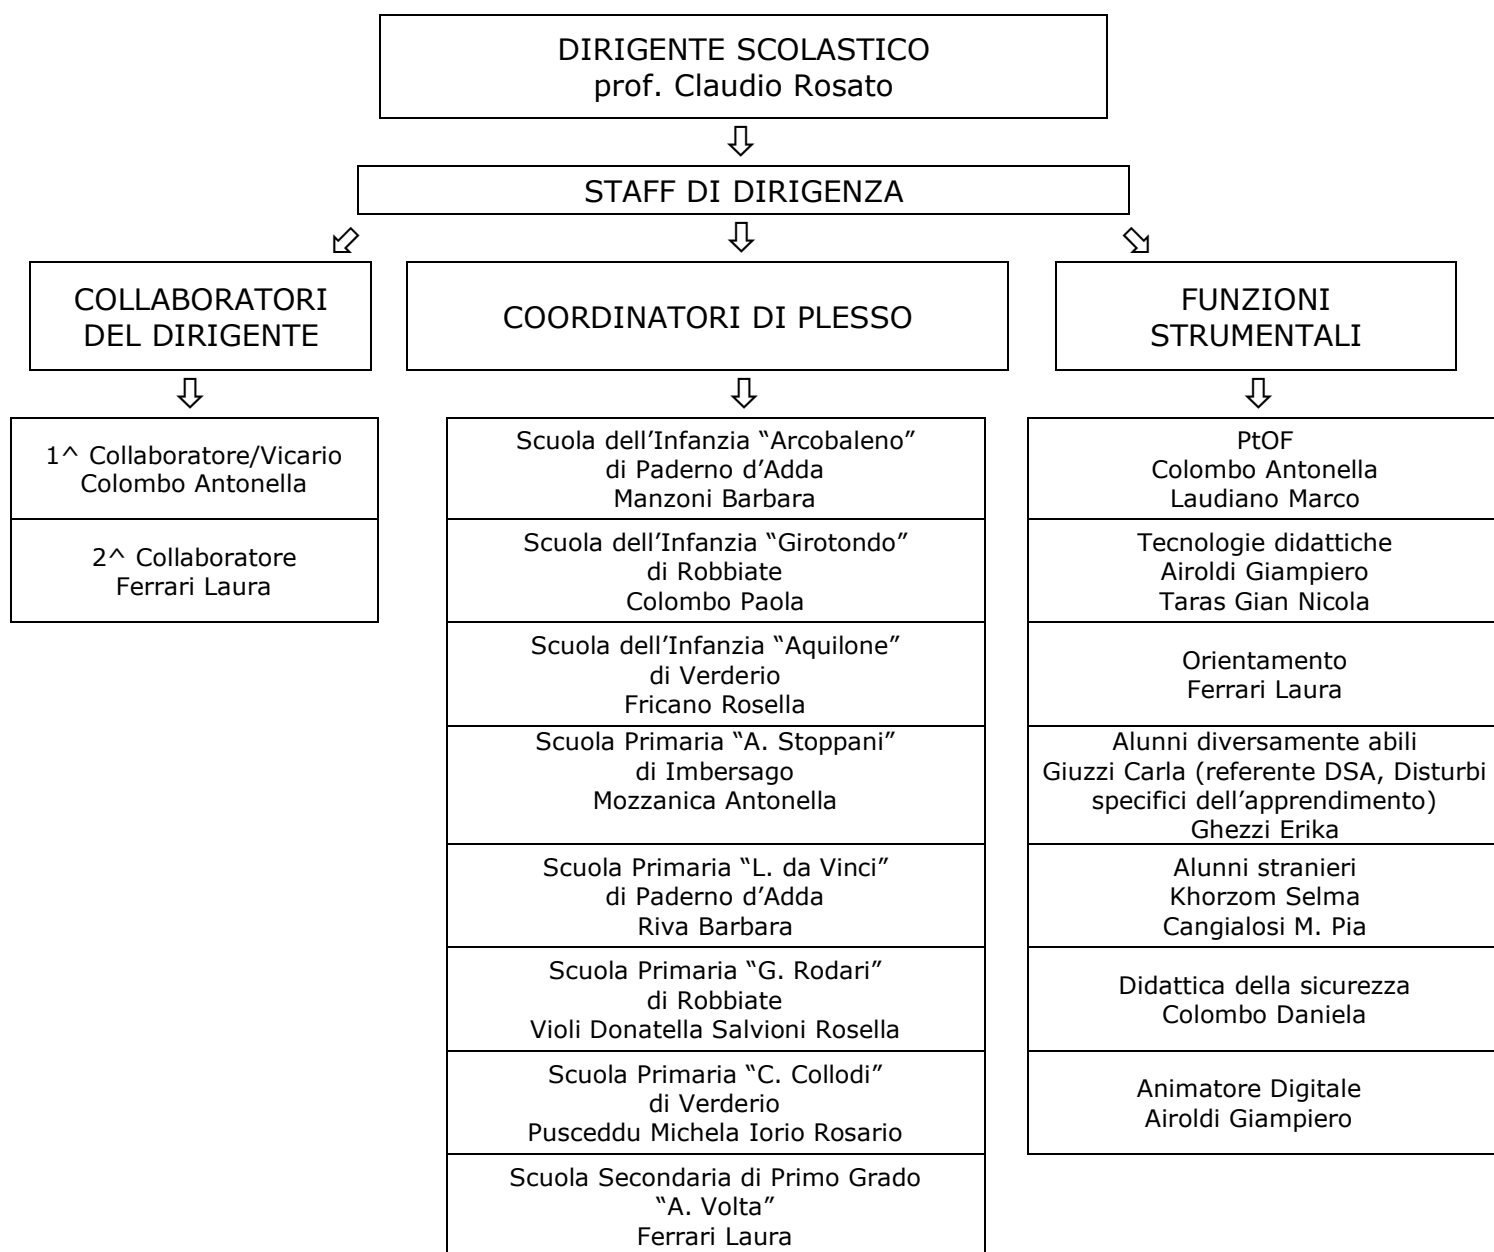 DIRIGENTE SCOLASTICO
prof. Claudio Rosato
STAFF DI DIRIGENZA
COLLABORATORI
DEL DIRIGENTE
1^ Collaboratore/Vicario
Colombo Antonella
2^ Collaboratore
Ferrari Laura
COORDINATORI DI PLESSO
Scuola dell’Infanzia “Arcobaleno”
di Paderno d’Adda
Manzoni Barbara
Scuola dell’Infanzia “Girotondo”
di Robbiate
Colombo Paola
Scuola dell’Infanzia “Aquilone”
di Verderio
Fricano Rosella
Scuola Primaria “A. Stoppani”
di Imbersago
Mozzanica Antonella
Scuola Primaria “L. da Vinci”
di Paderno d’Adda
Riva Barbara
Scuola Primaria “G. Rodari”
di Robbiate
Violi Donatella Salvioni Rosella
Scuola Primaria “C. Collodi”
di Verderio
Pusceddu Michela Iorio Rosario
Scuola Secondaria di Primo Grado
“A. Volta”
Ferrari Laura
FUNZIONI
STRUMENTALI
PtOF
Colombo Antonella
Laudiano Marco
Tecnologie didattiche
Airoldi Giampiero
Taras Gian Nicola
Orientamento
Ferrari Laura
Alunni diversamente abili
Giuzzi Carla (referente DSA, Disturbi
specifici dell’apprendimento)
Ghezzi Erika
Alunni stranieri
Khorzom Selma
Cangialosi M. Pia
Didattica della sicurezza
Colombo Daniela
Animatore Digitale
Airoldi Giampiero